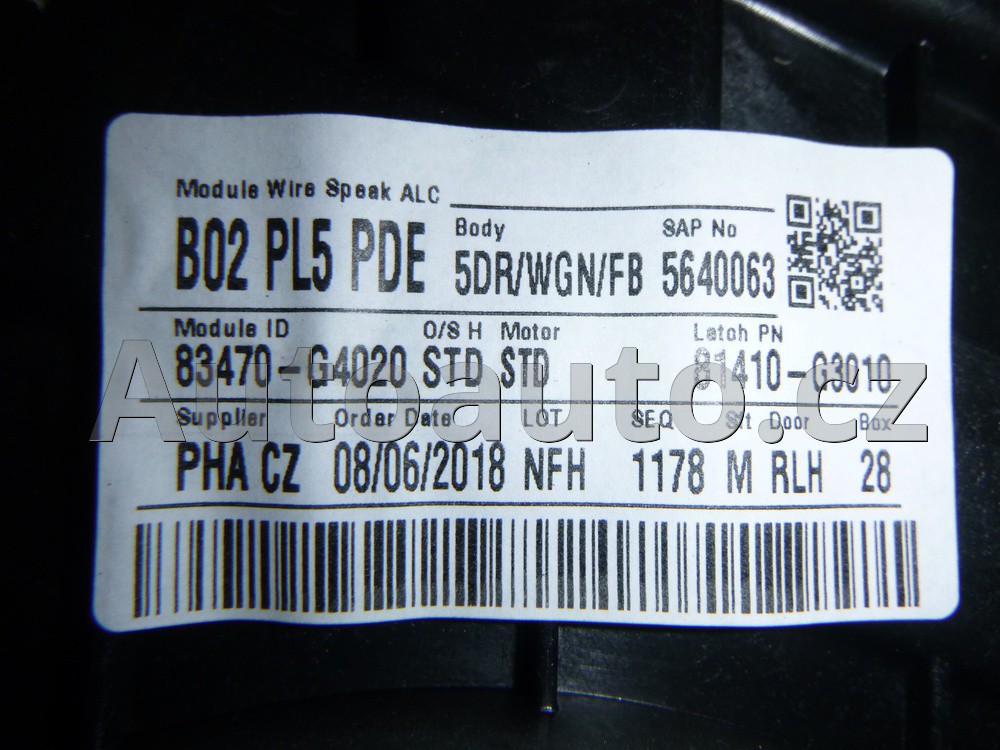 Module Wire Speak ALC
Body SAP No
B02 PL5 PDE 5DR/WGN/FB 5640063
Module ID O/S H Motor Latch PN
83470-G4020 STD STD 81410-G3010
Supplier Order Date LOT SEQ Sft Door Box
PHA CZ 08/06/2018 NFH 1178 M RLH 28
Autoauto.cz